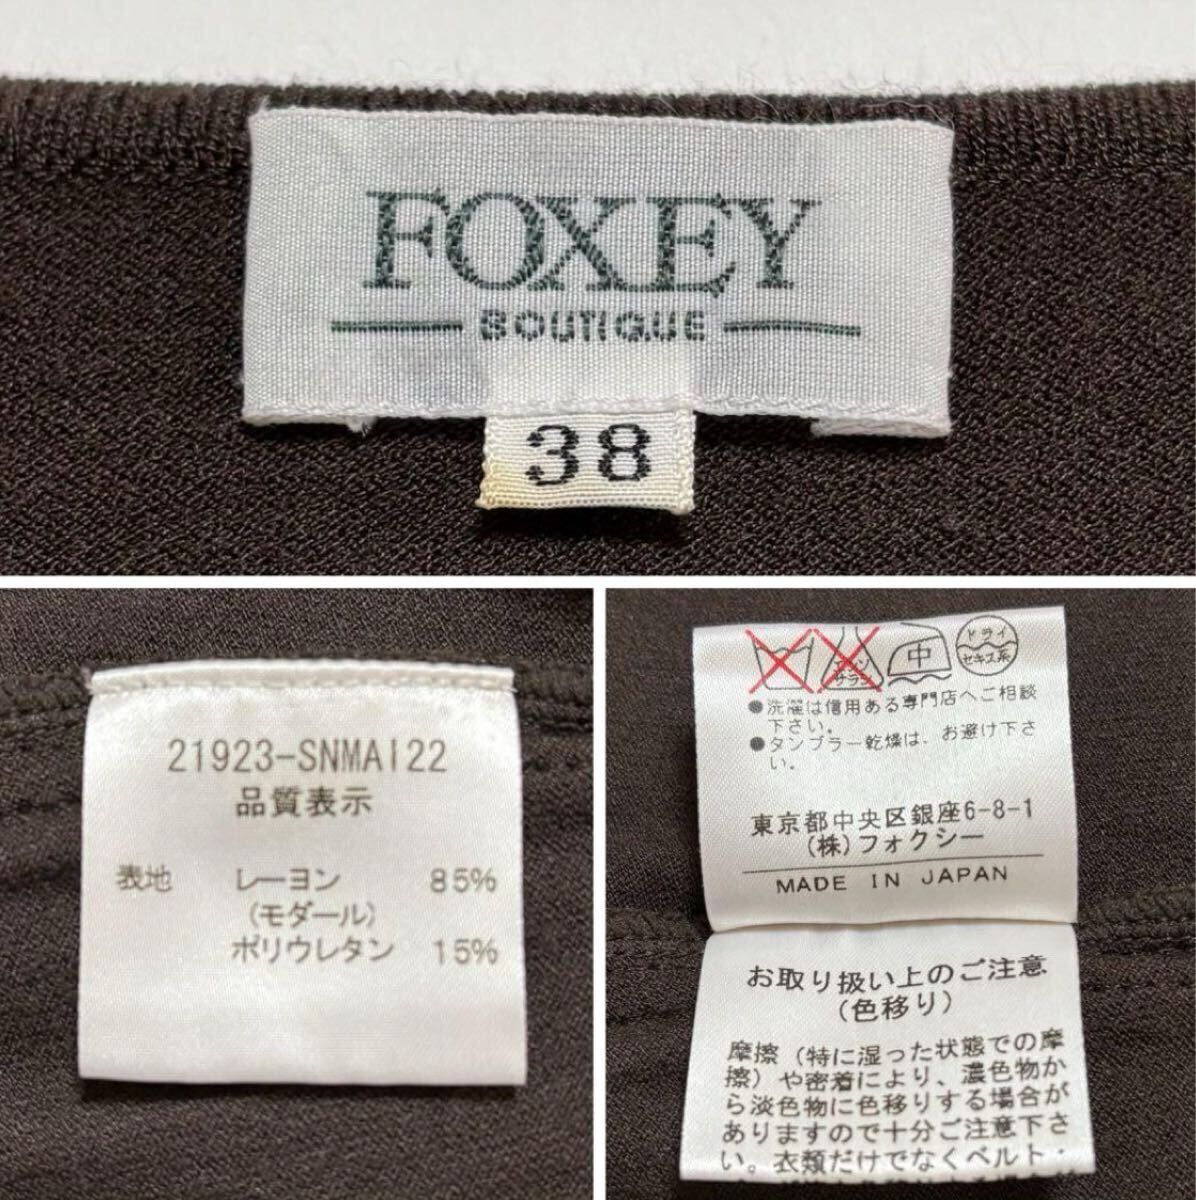 FOXEY
BOUTIQUE
38
21923-SNMAI22
品質表示
表地 レーヨン 85%
(モダール)
ポリウレタン 15%
エンソ
サラシ
中
ドライ
セキユ系
●洗濯は信用ある専門店へご相談
下さい。
●タンブラー乾燥は、お避け下さ
い。
東京都中央区銀座6-8-1
(株)フォクシー
MADE IN JAPAN
お取り扱い上のご注意
(色移り)
摩擦(特に湿った状態での摩
擦)や密着により、濃色物か
ら淡色物に色移りする場合が
ありますので十分ご注意下さ
い。衣類だけでなくベルト・